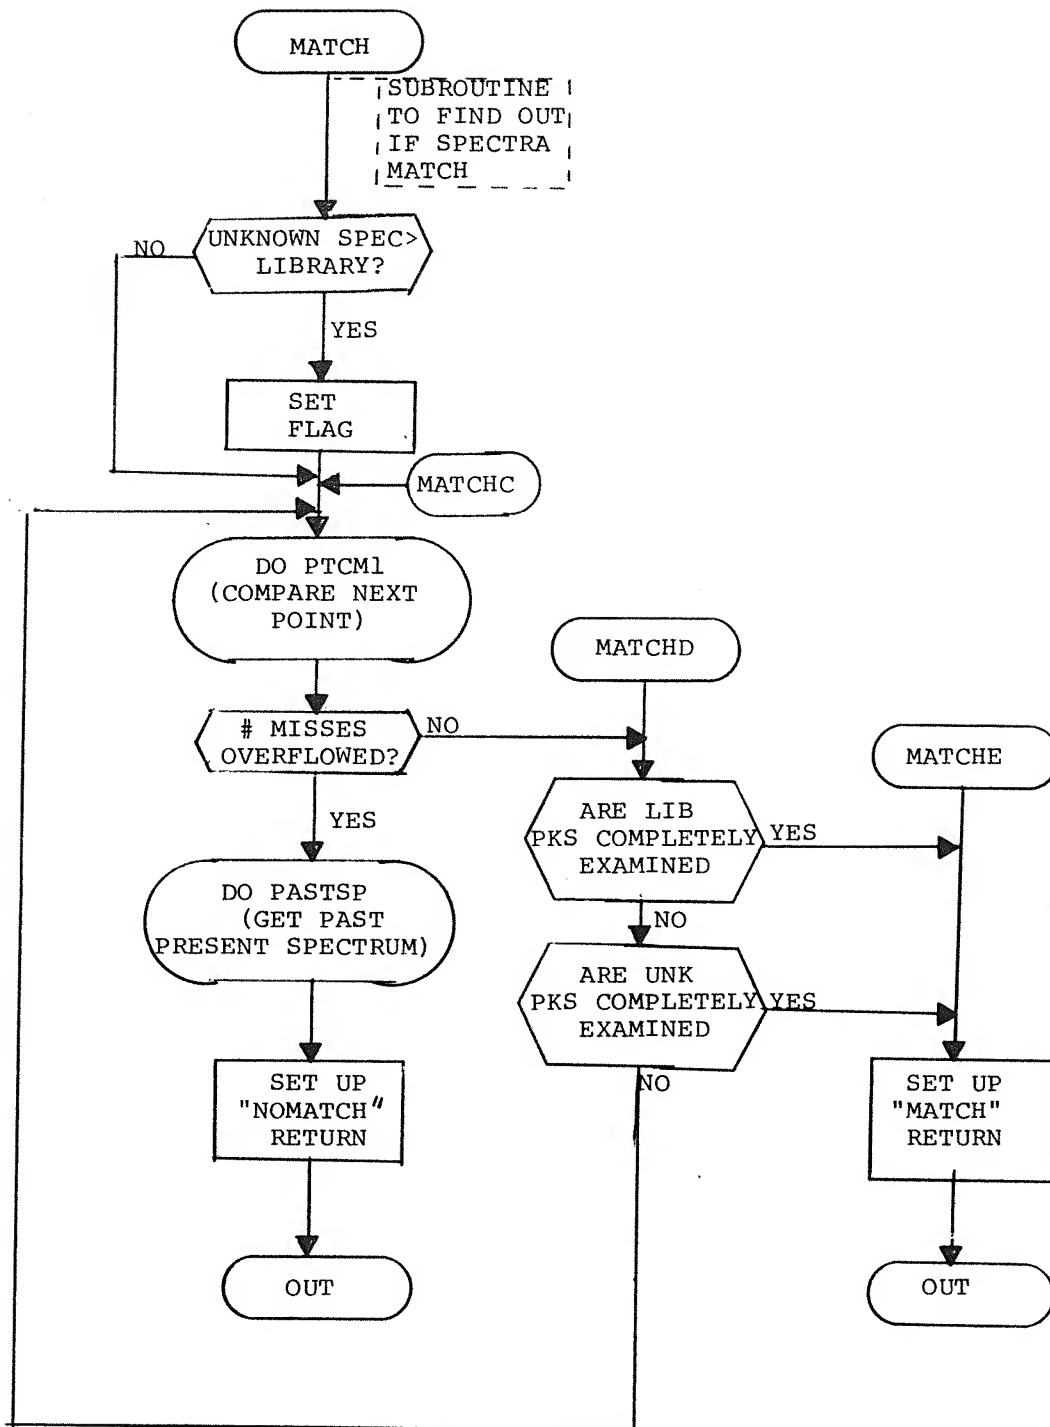 MATCH
SUBROUTINE
TO FIND OUT
IF SPECTRA
MATCH
UNKNOWN SPEC>
LIBRARY?
NO
YES
SET
FLAG
MATCHC
DO PTCM1
(COMPARE NEXT
POINT)
# MISSES
OVERFLOWED?
NO
YES
DO PASTSP
(GET PAST
PRESENT SPECTRUM)
SET UP
"NOMATCH"
RETURN
OUT
MATCHD
ARE LIB
PKS COMPLETELY
EXAMINED
YES
NO
ARE UNK
PKS COMPLETELY
EXAMINED
YES
NO
MATCHE
SET UP
"MATCH"
RETURN
OUT